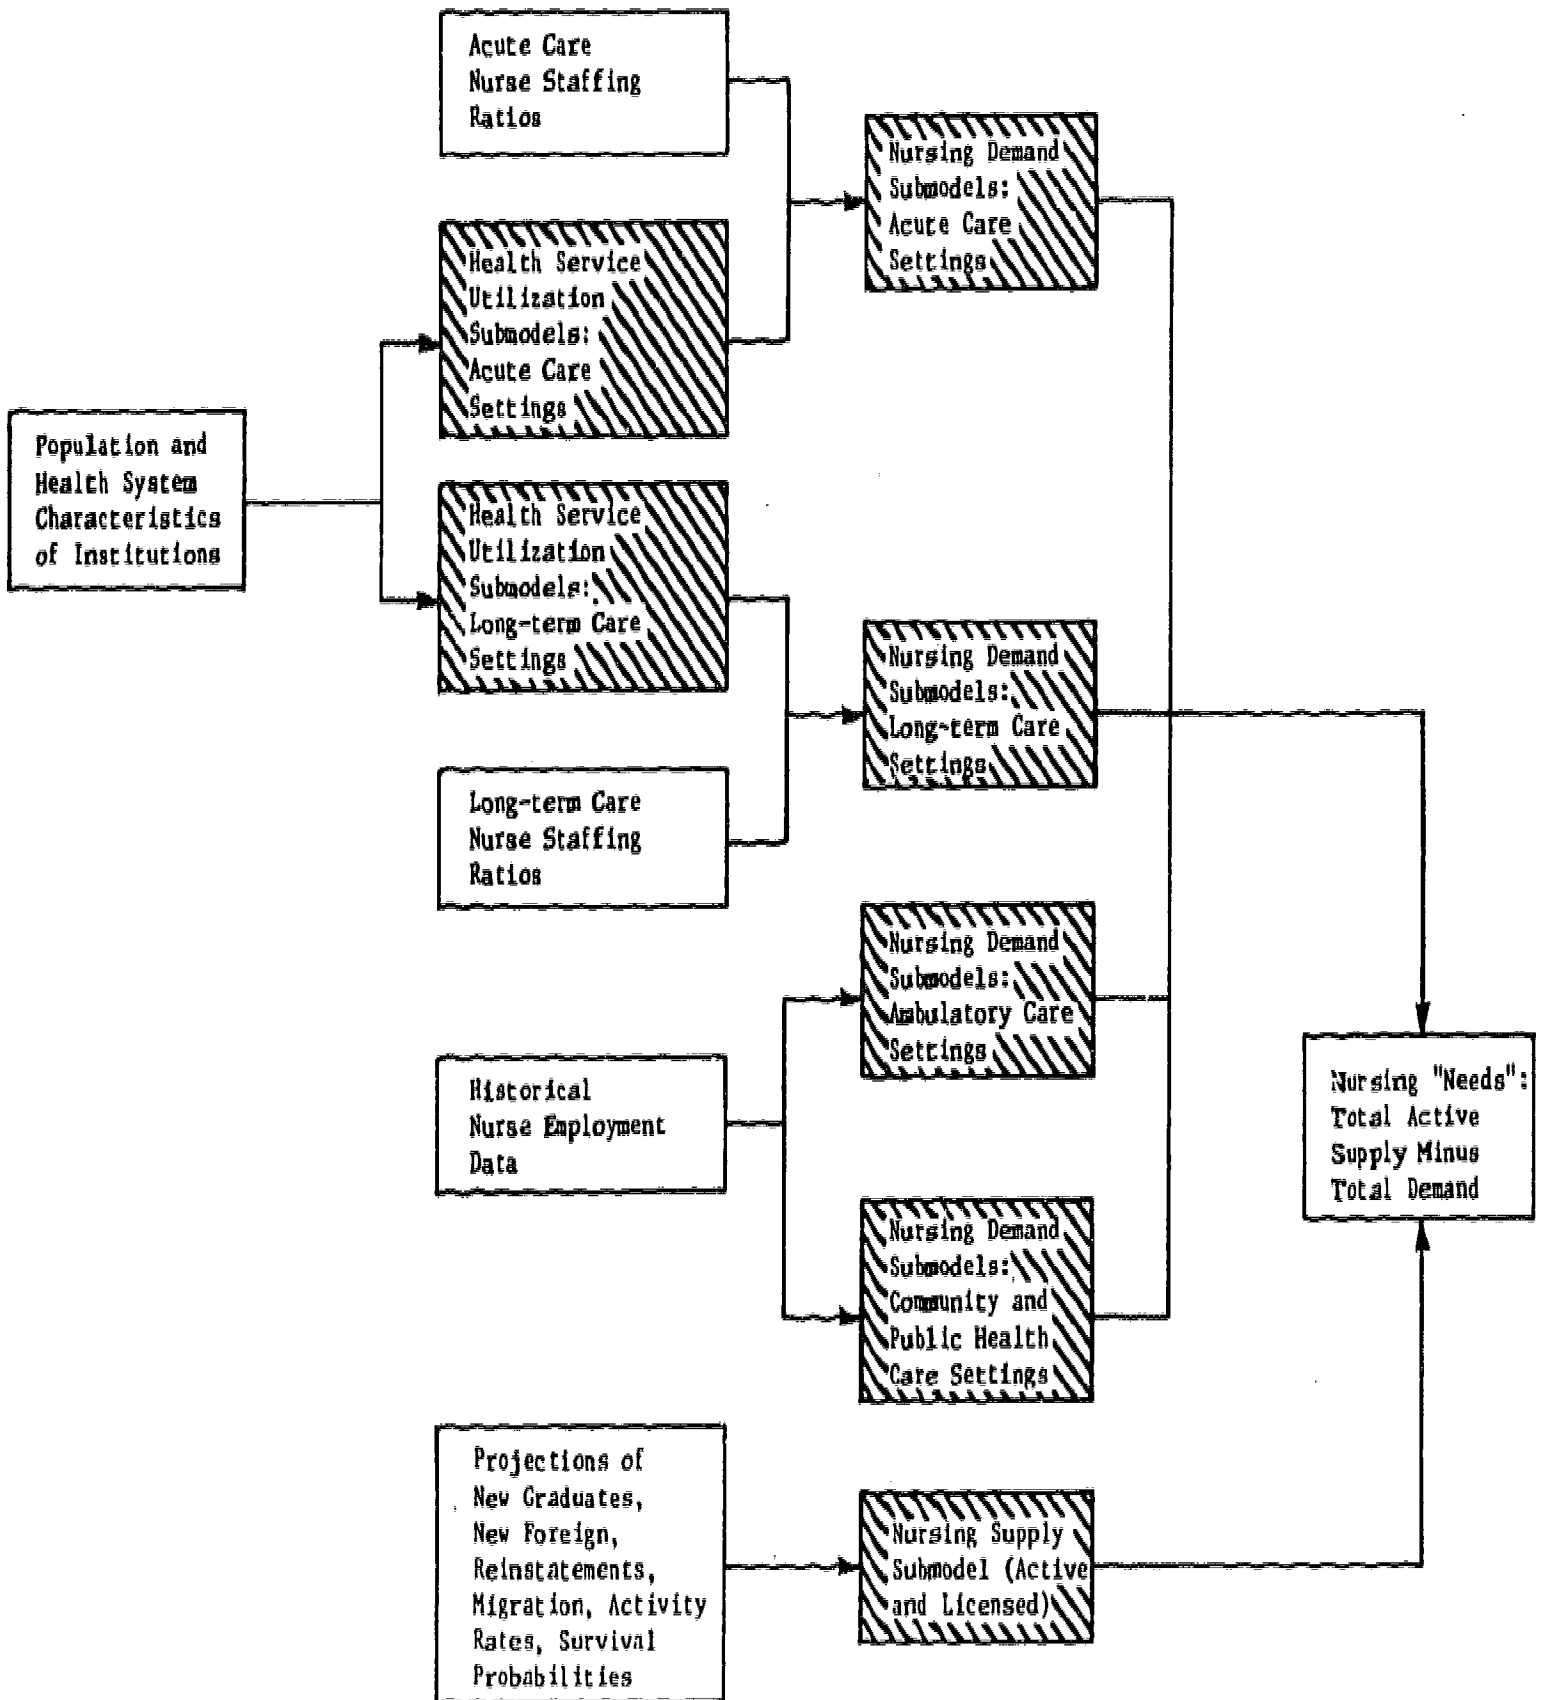 Acute Care
Nurse Staffing
Ratios
Nursing Demand
Submodels:
Acute Care
Settings
Health Service
Utilization
Submodels:
Acute Care
Settings
Population and
Health System
Characteristics
of Institutions
Health Service
Utilization
Submodels:
Long-term Care
Settings
Nursing Demand
Submodels:
Long-term Care
Settings
Long-term Care
Nurse Staffing
Ratios
Nursing Demand
Submodels:
Ambulatory Care
Settings
Historical
Nurse Employment
Data
Nursing "Needs":
Total Active
Supply Minus
Total Demand
Nursing Demand
Submodels:
Community and
Public Health
Care Settings
Projections of
New Graduates,
New Foreign,
Reinstatements,
Migration, Activity
Rates, Survival
Probabilities
Nursing Supply
Submodel (Active
and Licensed)